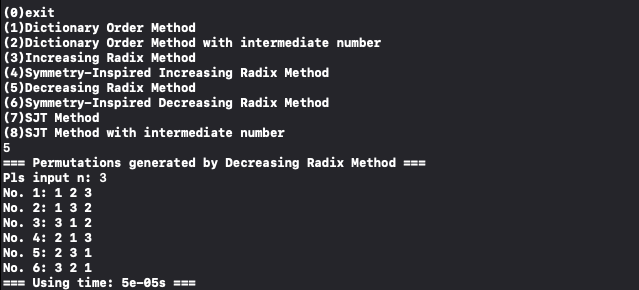 (0)exit
(1)Dictionary Order Method
(2)Dictionary Order Method with intermediate number
(3)Increasing Radix Method
(4)Symmetry-Inspired Increasing Radix Method
(5)Decreasing Radix Method
(6)Symmetry-Inspired Decreasing Radix Method
(7)SJT Method
(8)SJT Method with intermediate number
5
=== Permutations generated by Decreasing Radix Method ===
Pls input n: 3
No. 1: 1 2 3
No. 2: 1 3 2
No. 3: 3 1 2
No. 4: 2 1 3
No. 5: 2 3 1
No. 6: 3 2 1
=== Using time: 5e-05s ===